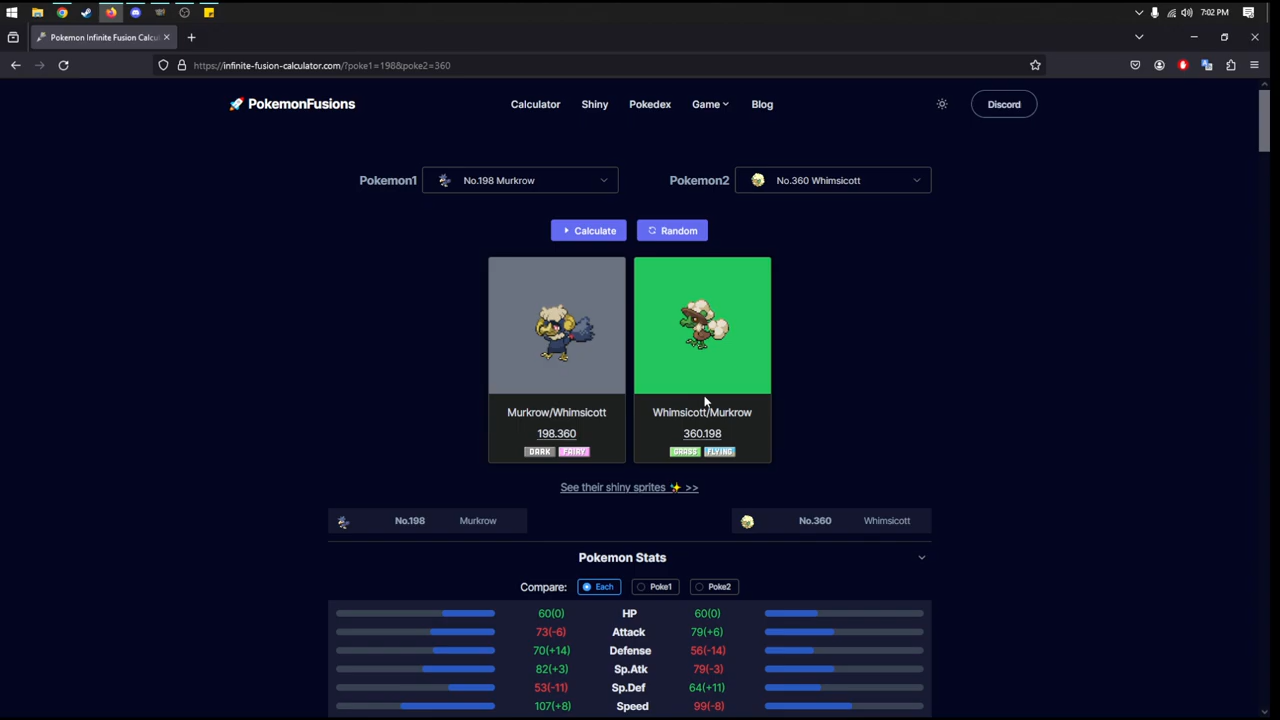 7:02 PM
Pokemon Infinite Fusion Calcu
https://infinite-fusion-calculator.com/?poke1=198&poke2=360
PokemonFusions
Calculator Shiny Pokedex Game Blog
Discord
Pokemon1 No.198 Murkrow Pokemon2 No.360 Whimsicott
Calculate Random
Murkrow/Whimsicott Whimsicott/Murkrow
198.360 360.198
DARK FAIRY GRASS FLYING
See their shiny sprites ✨ >>
No.198 Murkrow No.360 Whimsicott
Pokemon Stats
Compare: Each Poke1 Poke2
60(0) HP 60(0)
73(-6) Attack 79(+6)
70(+14) Defense 56(-14)
82(+3) Sp.Atk 79(-3)
53(-11) Sp.Def 64(+11)
107(+8) Speed 99(-8)